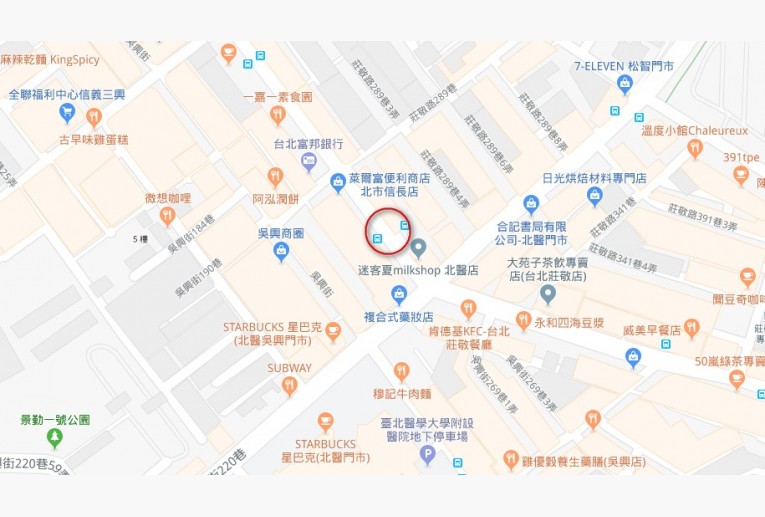 麻辣乾麵 KingSpicy
吳興街
7-ELEVEN 松智門市
莊敬路289巷3弄
莊敬路289巷
全聯福利中心信義三興
一嘉一素食園
莊敬路289巷8弄
溫度小館Chaleureux
古早味雞蛋糕
台北富邦銀行
莊敬路289巷6弄
391tpe
萊爾富便利商店
北市信長店
日光烘焙材料專門店
微想咖哩
阿泓潤餅
莊敬路289巷4弄
莊敬路341巷
莊敬路391巷3弄
吳興街184巷
5 樓
吳興商圈
合記書局有限
公司-北醫門市
莊敬路341巷4弄
吳興街190巷
吳興街
迷客夏milkshop 北醫店
大苑子茶飲專賣
店(台北莊敬店)
複合式藥妝店
STARBUCKS 星巴克
(北醫吳興門市)
肯德基KFC-台北
莊敬餐廳
永和四海豆漿
威美早餐店
SUBWAY
穆記牛肉麵
吳興街269巷1弄
吳興街269巷3弄
50嵐綠茶專賣
景勤一號公園
STARBUCKS
星巴克(北醫門市)
臺北醫學大學附設
醫院地下停車場
街220巷59弄
220巷
雞優穀養生藥膳(吳興店)